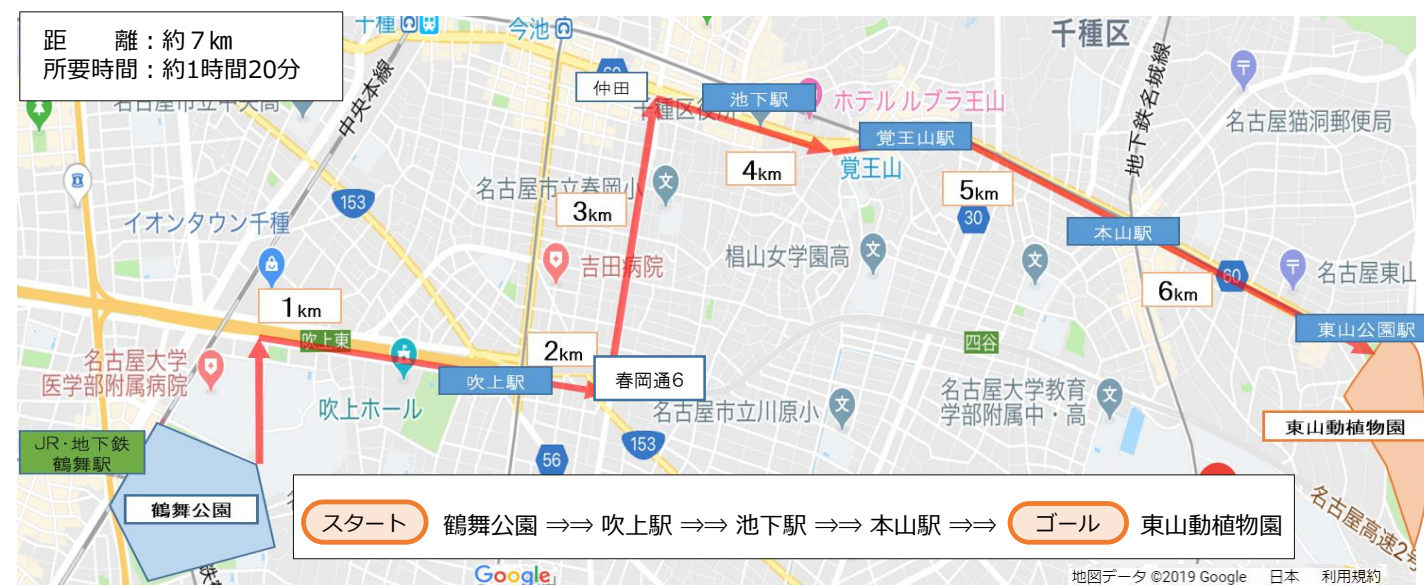 距　　離：約７㎞
所要時間：約1時間20分
千種
今池
千種区
地下鉄名城線
仲田
池下駅
ホテル ルブラ王山
名古屋猫洞郵便局
中央本線
千種区役所
覚王山駅
覚王山
4km
5km
30
153
名古屋市立春岡小
3km
イオンタウン千種
吉田病院
椙山女学園高
本山駅
60
名古屋東山
6km
1km
東山公園駅
吹上東
2km
四谷
名古屋大学
医学部附属病院
吹上駅
春岡通6
吹上ホール
名古屋市立川原小
名古屋大学教育
学部附属中・高
東山動植物園
JR・地下鉄
鶴舞駅
153
56
鶴舞公園
名古屋高速2号
スタート 鶴舞公園 ⇒⇒ 吹上駅 ⇒⇒ 池下駅 ⇒⇒ 本山駅 ⇒⇒ ゴール 東山動植物園
Google
地図データ ©2019 Google 日本 利用規約